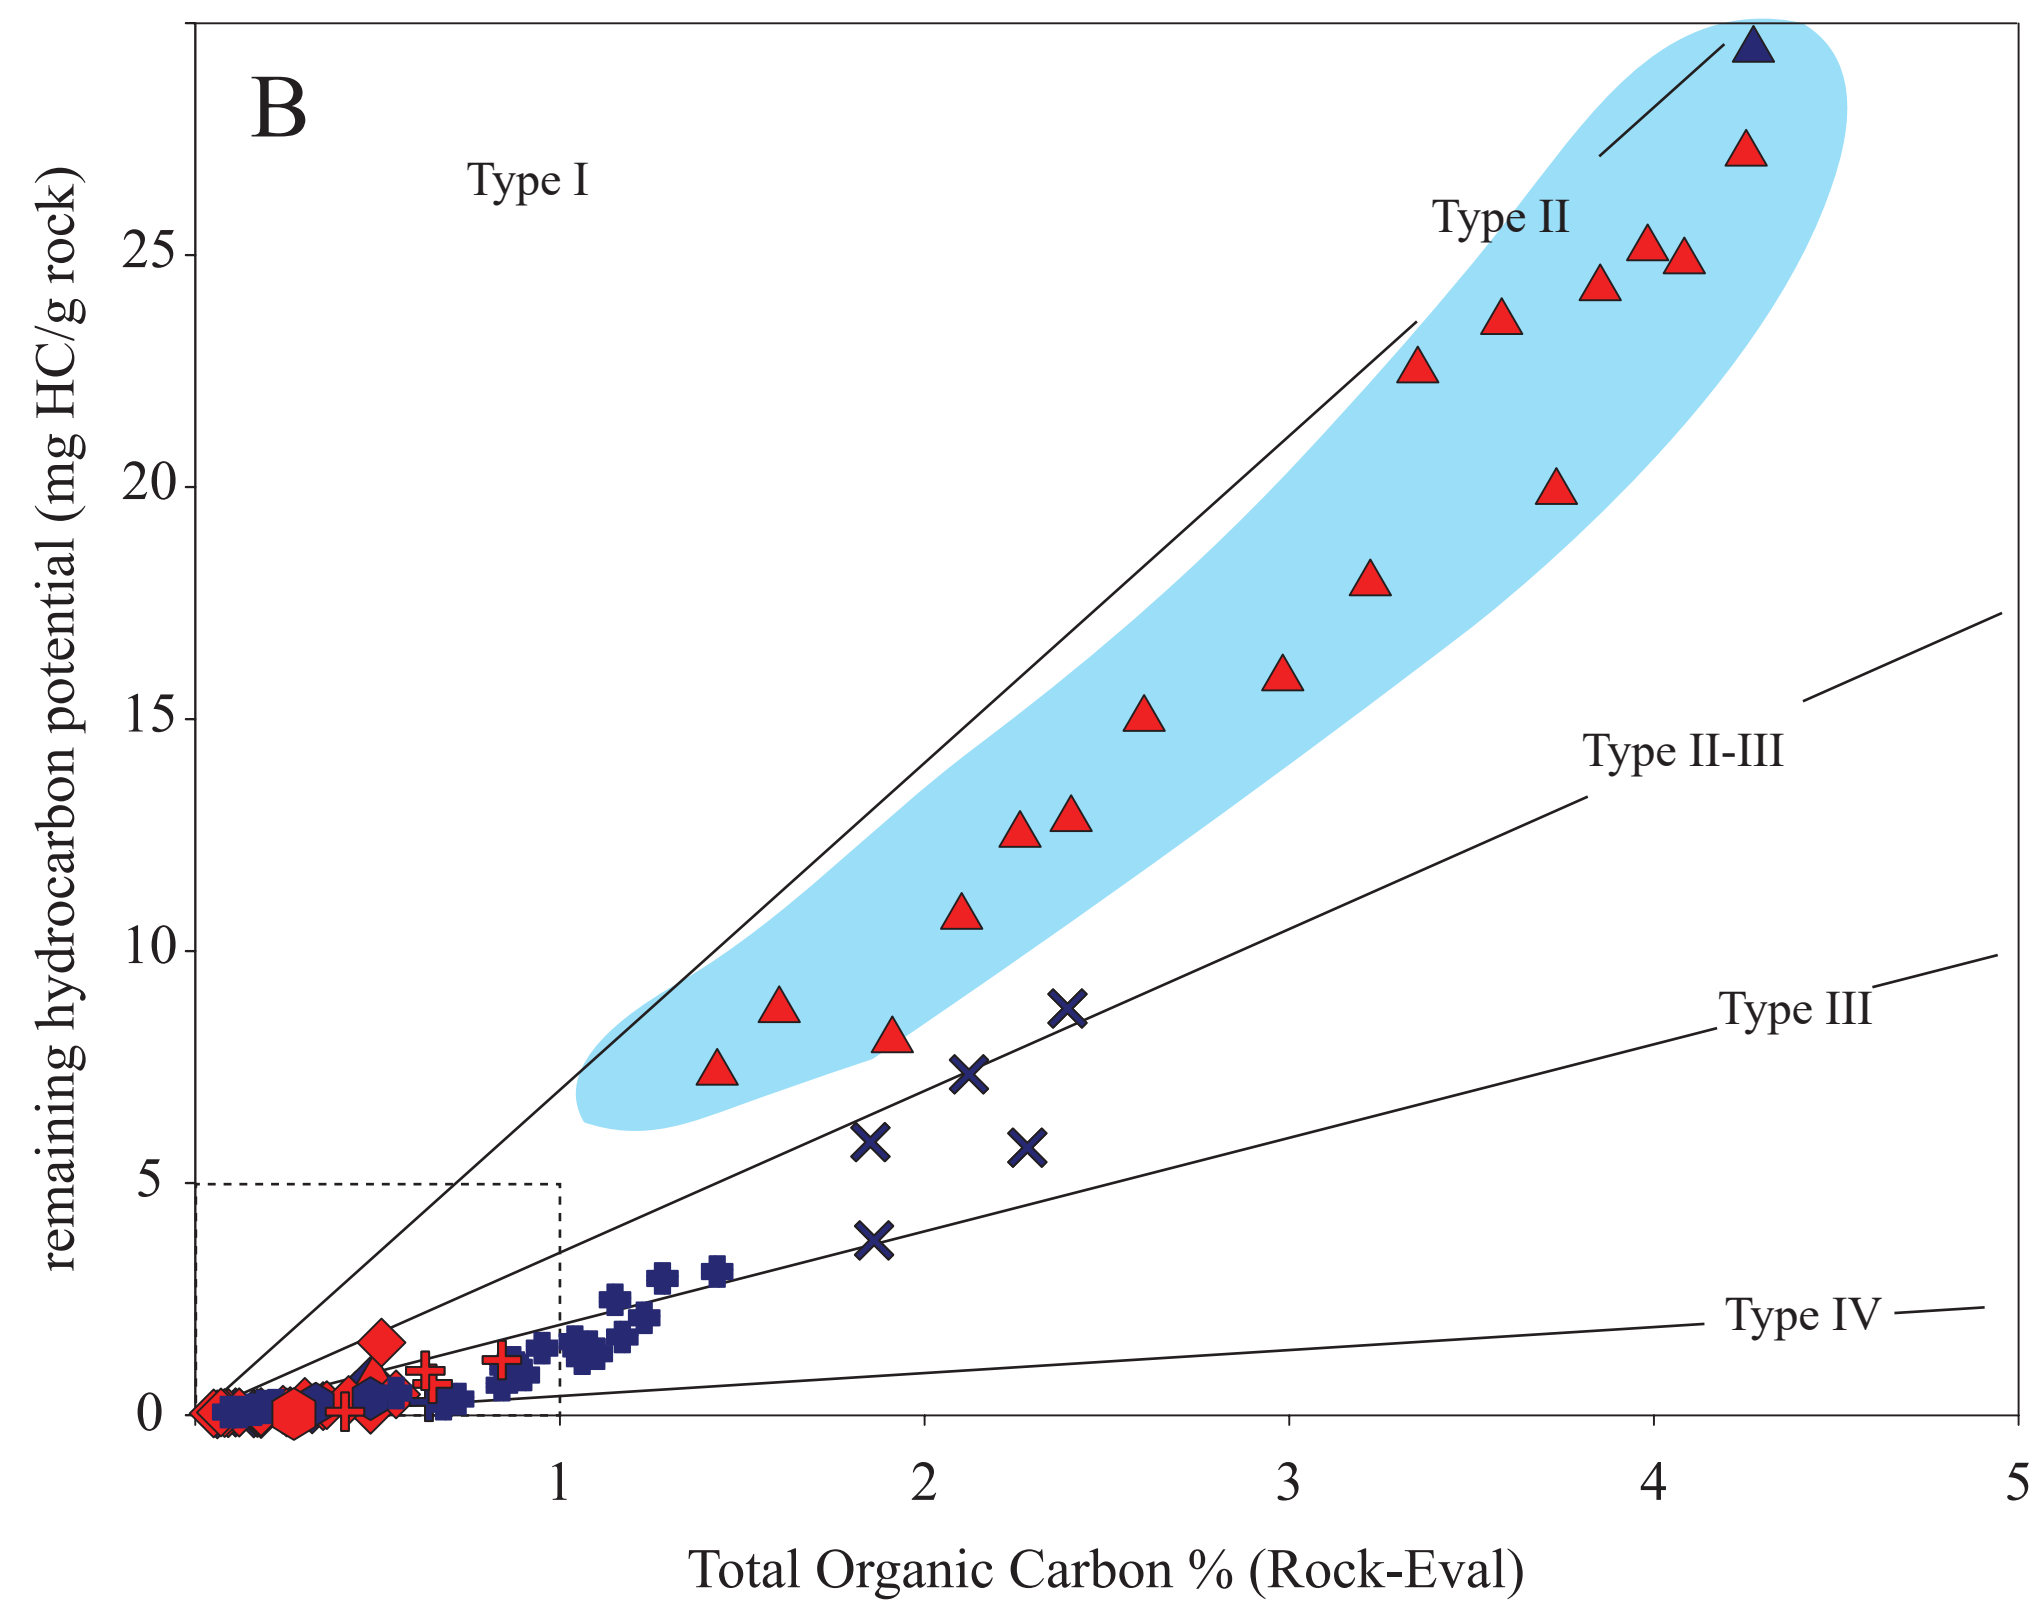 B
Type I
Type II
Type II-III
Type III
Type IV
remaining hydrocarbon potential (mg HC/g rock)
25
20
15
10
5
0
1
2
3
4
5
Total Organic Carbon % (Rock-Eval)